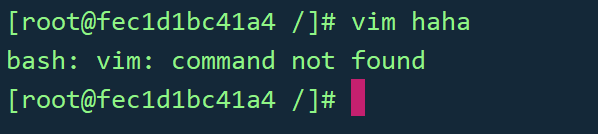 [root@fec1d1bc41a4 /]# vim haha
bash: vim: command not found
[root@fec1d1bc41a4 /]#